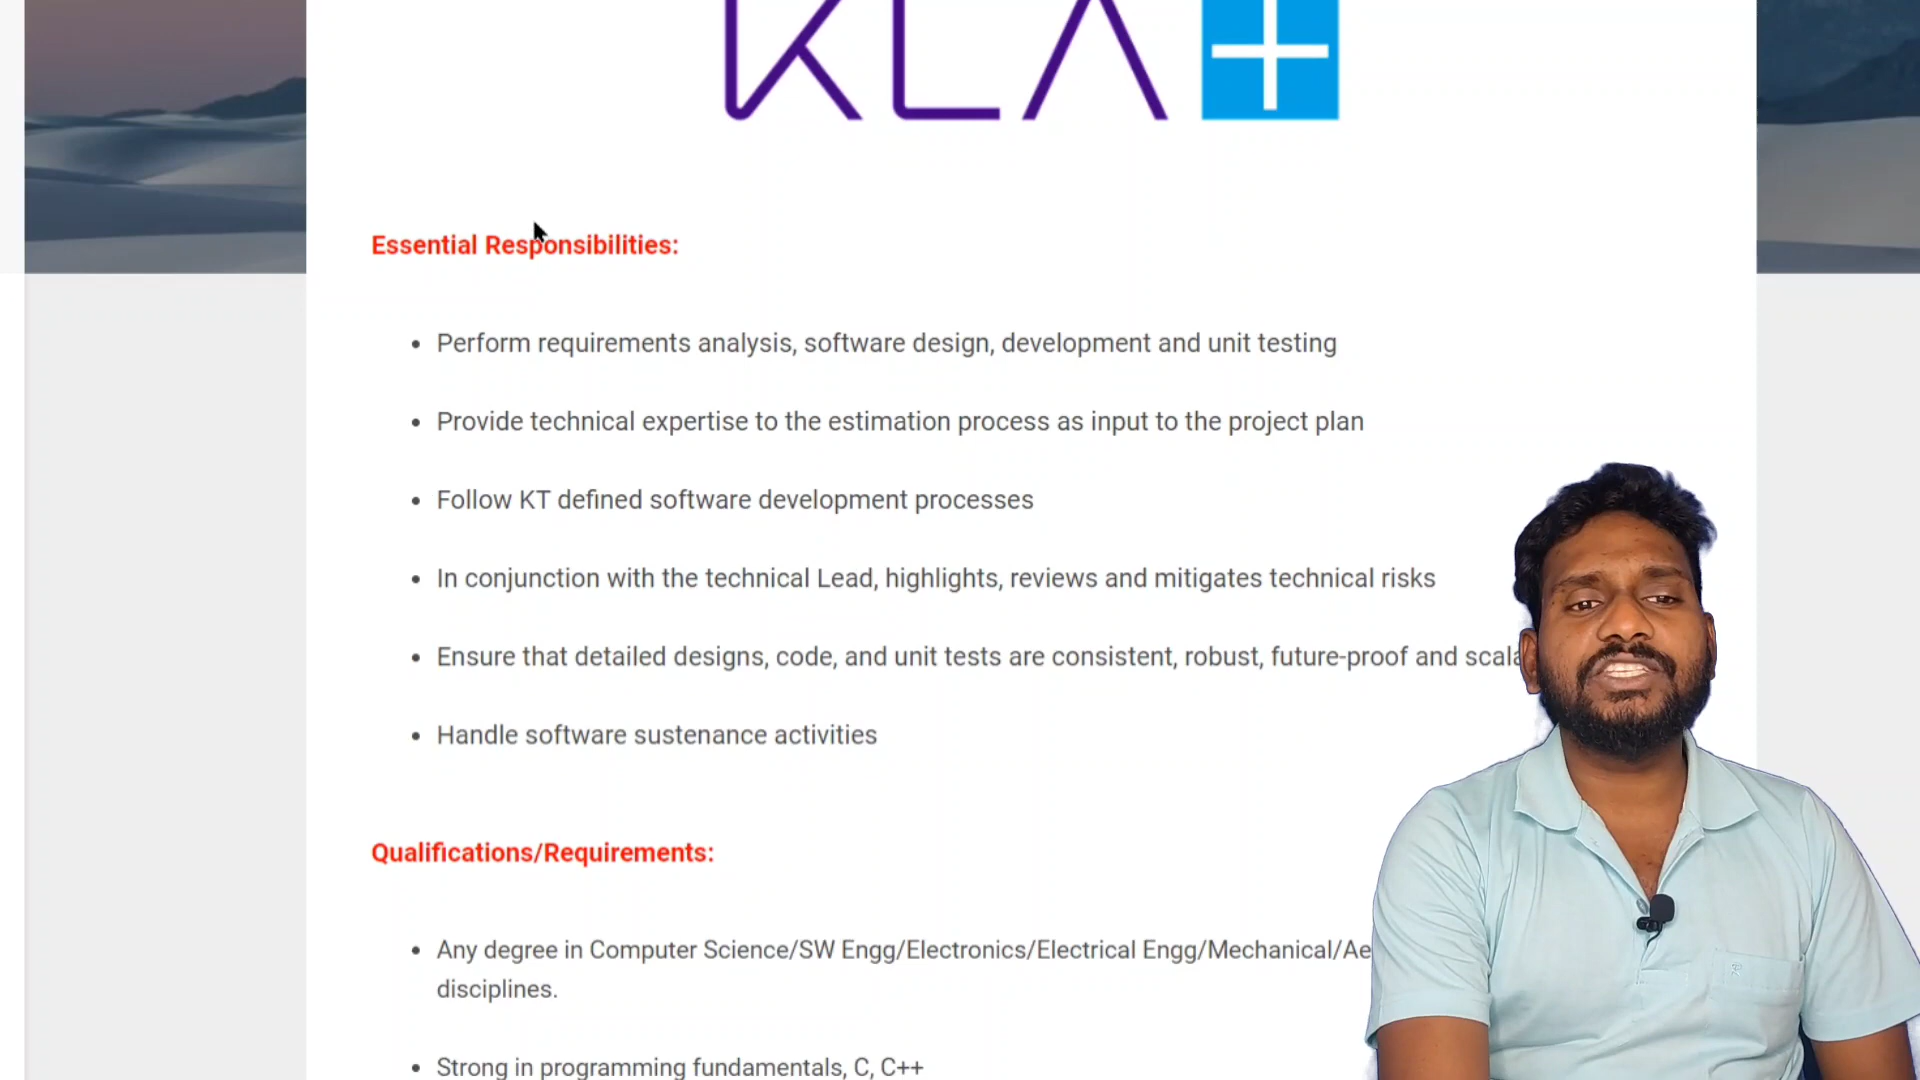 KLA+
Essential Responsibilities:
• Perform requirements analysis, software design, development and unit testing
• Provide technical expertise to the estimation process as input to the project plan
• Follow KT defined software development processes
• In conjunction with the technical Lead, highlights, reviews and mitigates technical risks
• Ensure that detailed designs, code, and unit tests are consistent, robust, future-proof and
• Handle software sustenance activities
Qualifications/Requirements:
• Any degree in Computer Science/SW Engg/Electronics/Electrical Engg/Mechanical/
disciplines.
• Strong in programming fundamentals, C, C++